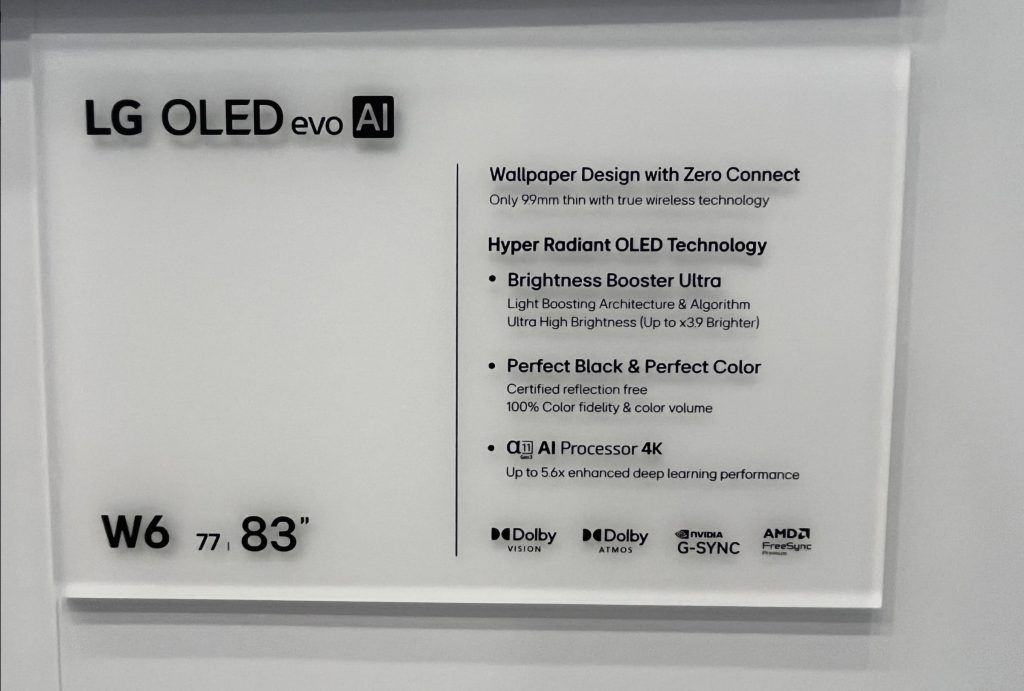 LG OLED evo AI
Wallpaper Design with Zero Connect
Only 9.9mm thin with true wireless technology
Hyper Radiant OLED Technology
• Brightness Booster Ultra
Light Boosting Architecture & Algorithm
Ultra High Brightness (Up to x3.9 Brighter)
• Perfect Black & Perfect Color
Certified reflection free
100% Color fidelity & color volume
• α11 Gen3 AI Processor 4K
Up to 5.6x enhanced deep learning performance
W6 77 | 83"
Dolby VISION
Dolby ATMOS
NVIDIA G-SYNC
AMD FreeSync Premium